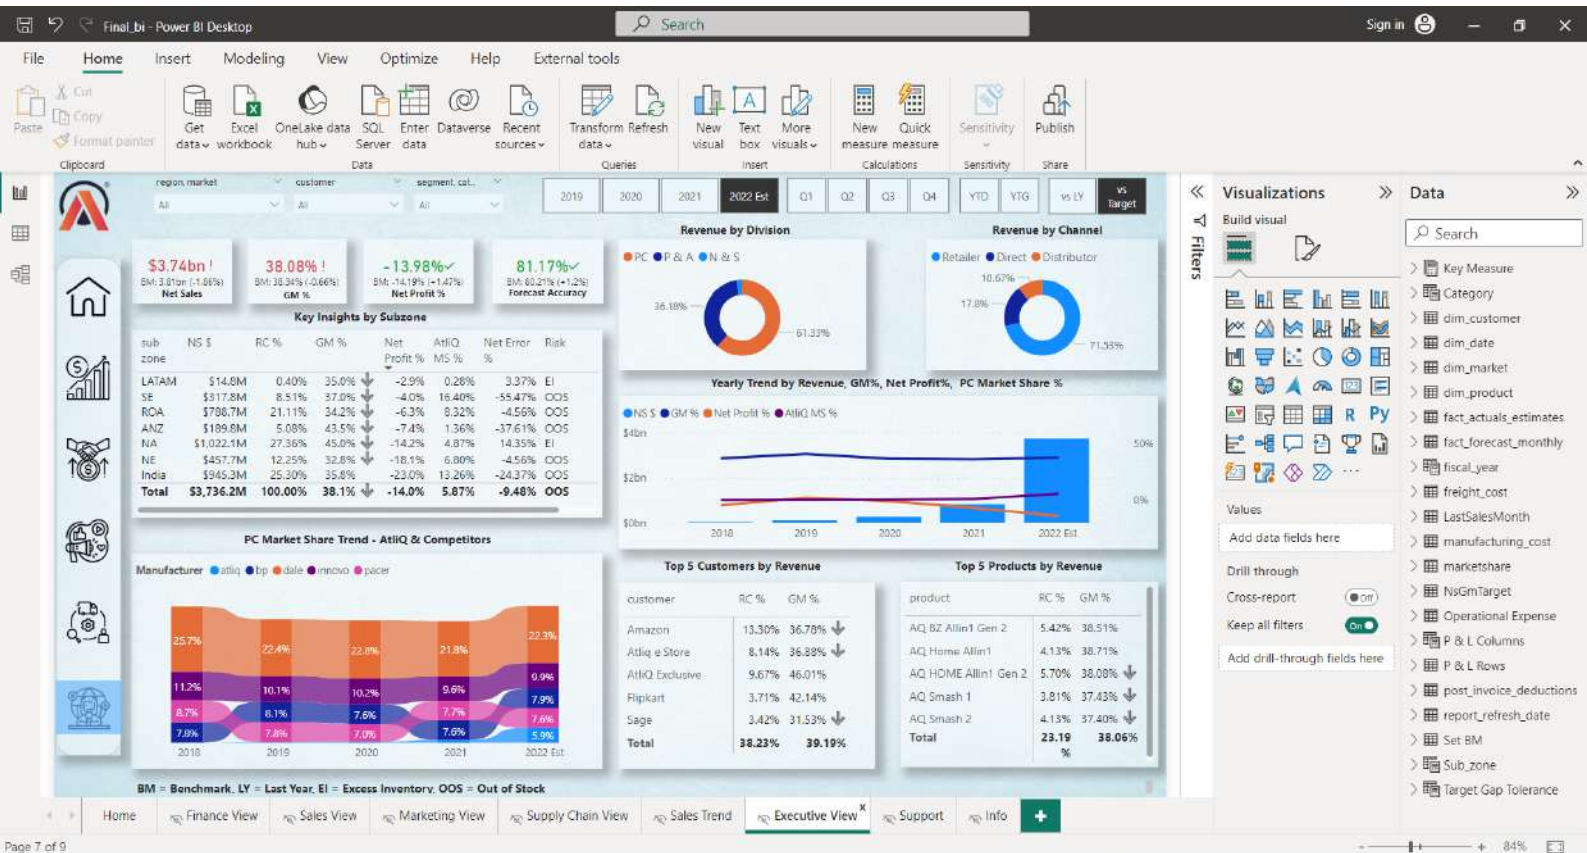 Final_bi - Power BI Desktop
Search
Sign in
File Home Insert Modeling View Optimize Help External tools
Paste
Cut
Copy
Format painter
Get data
Excel workbook
OneLake data hub
SQL Server
Enter data
Dataverse
Recent sources
Transform data
Refresh
New visual
Text box
More visuals
New measure
Quick measure
Sensitivity
Publish
Clipboard Data Queries Insert Calculations Sensitivity Share
region, market customer segment, cat..
All All All
2019 2020 2021 2022 Est Q1 Q2 Q3 Q4 YTD YTG vs LY vs Target
$3.74bn !
BM: 3.81bn (-1.86%)
Net Sales
38.08% !
BM: 38.34% (-0.66%)
GM %
-13.98%✓
BM: -14.19% (+1.47%)
Net Profit %
81.17%✓
BM: 80.21% (+1.2%)
Forecast Accuracy
Key Insights by Subzone
sub zone NS $ RC % GM % Net Profit % AtliQ MS % Net Error % Risk
LATAM $14.8M 0.40% 35.0% -2.9% 0.28% 3.37% EI
SE $317.8M 8.51% 37.0% -4.0% 16.40% -55.47% OOS
ROA $788.7M 21.11% 34.2% -6.3% 8.32% -4.56% OOS
ANZ $189.8M 5.08% 43.5% -7.4% 1.36% -37.61% OOS
NA $1,022.1M 27.36% 45.0% -14.2% 4.87% 14.35% EI
NE $457.7M 12.25% 32.8% -18.1% 6.80% -4.56% OOS
India $945.3M 25.30% 35.8% -23.0% 13.26% -24.37% OOS
Total $3,736.2M 100.00% 38.1% -14.0% 5.87% -9.48% OOS
Revenue by Division
PC P & A N & S
36.18%
61.33%
Revenue by Channel
Retailer Direct Distributor
10.67%
17.8%
71.53%
Yearly Trend by Revenue, GM%, Net Profit%, PC Market Share %
NS $ GM % Net Profit % AtliQ MS %
$4bn
$2bn
$0bn
50%
0%
2018 2019 2020 2021 2022 Est
PC Market Share Trend - AtliQ & Competitors
Manufacturer atliq bp dale innovo pacer
25.7% 22.4% 22.8% 21.8% 22.3%
11.2% 10.1% 10.2% 9.6% 9.9%
8.7% 8.1% 7.6% 7.7% 7.9%
7.8% 7.8% 7.0% 7.6% 7.6%
5.9%
2018 2019 2020 2021 2022 Est
Top 5 Customers by Revenue
customer RC % GM %
Amazon 13.30% 36.78%
Atliq e Store 8.14% 36.88%
AtliQ Exclusive 9.67% 46.01%
Flipkart 3.71% 42.14%
Sage 3.42% 31.53%
Total 38.23% 39.19%
Top 5 Products by Revenue
product RC % GM %
AQ BZ Allin1 Gen 2 5.42% 38.51%
AQ Home Allin1 4.13% 38.71%
AQ HOME Allin1 Gen 2 5.70% 38.08%
AQ Smash 1 3.81% 37.43%
AQ Smash 2 4.13% 37.40%
Total 23.19 % 38.06%
BM = Benchmark, LY = Last Year, EI = Excess Inventory, OOS = Out of Stock
Filters
Visualizations
Build visual
R Py
Values
Add data fields here
Drill through
Cross-report Off
Keep all filters On
Add drill-through fields here
Data
Search
Key Measure
Category
dim_customer
dim_date
dim_market
dim_product
fact_actuals_estimates
fact_forecast_monthly
fiscal_year
freight_cost
LastSalesMonth
manufacturing_cost
marketshare
NsGmTarget
Operational Expense
P & L Columns
P & L Rows
post_invoice_deductions
report_refresh_date
Set BM
Sub_zone
Target Gap Tolerance
Home Finance View Sales View Marketing View Supply Chain View Sales Trend Executive View x Support Info +
Page 7 of 9
84%